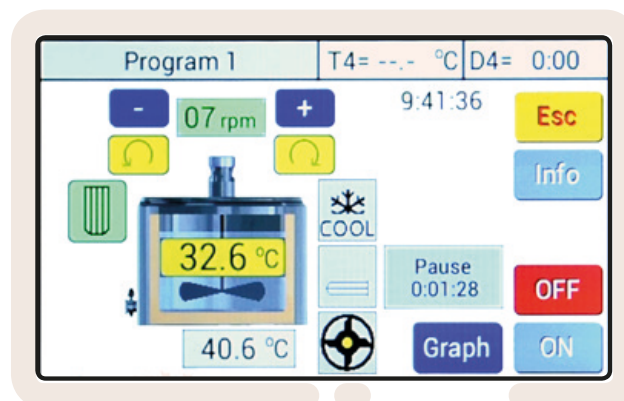 Program 1 T4= --.- °C D4= 0:00
9:41:36
- 07 rpm + Esc
Info
COOL
32.6 °C
Pause
0:01:28
OFF
40.6 °C
Graph
ON